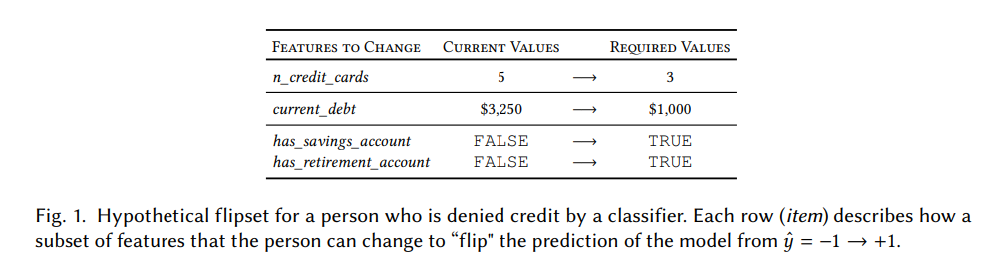 FEATURES TO CHANGE CURRENT VALUES REQUIRED VALUES
n_credit_cards 5 ⟶ 3
current_debt $3,250 ⟶ $1,000
has_savings_account FALSE ⟶ TRUE
has_retirement_account FALSE ⟶ TRUE
Fig. 1. Hypothetical flipset for a person who is denied credit by a classifier. Each row (item) describes how a
subset of features that the person can change to “flip" the prediction of the model from ŷ = −1 → +1.